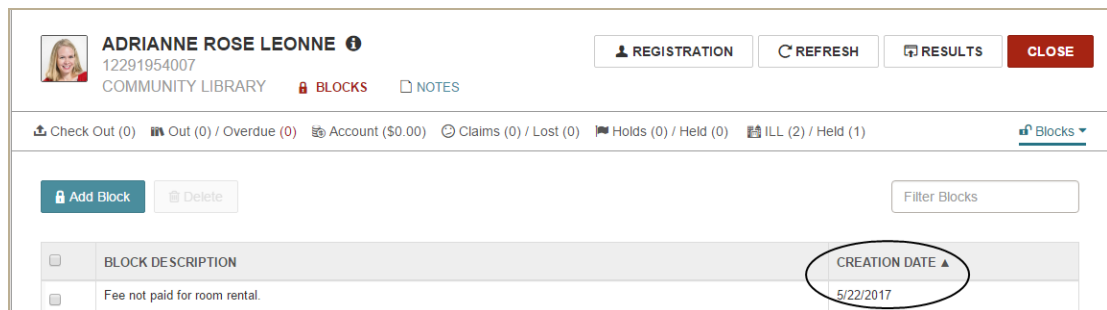 ADRIANNE ROSE LEONNE
REGISTRATION REFRESH RESULTS CLOSE
12291954007
COMMUNITY LIBRARY BLOCKS NOTES
Check Out (0) Out (0) / Overdue (0) Account ($0.00) Claims (0) / Lost (0) Holds (0) / Held (0) ILL (2) / Held (1) Blocks
Add Block Delete Filter Blocks
BLOCK DESCRIPTION CREATION DATE ▲
Fee not paid for room rental. 5/22/2017